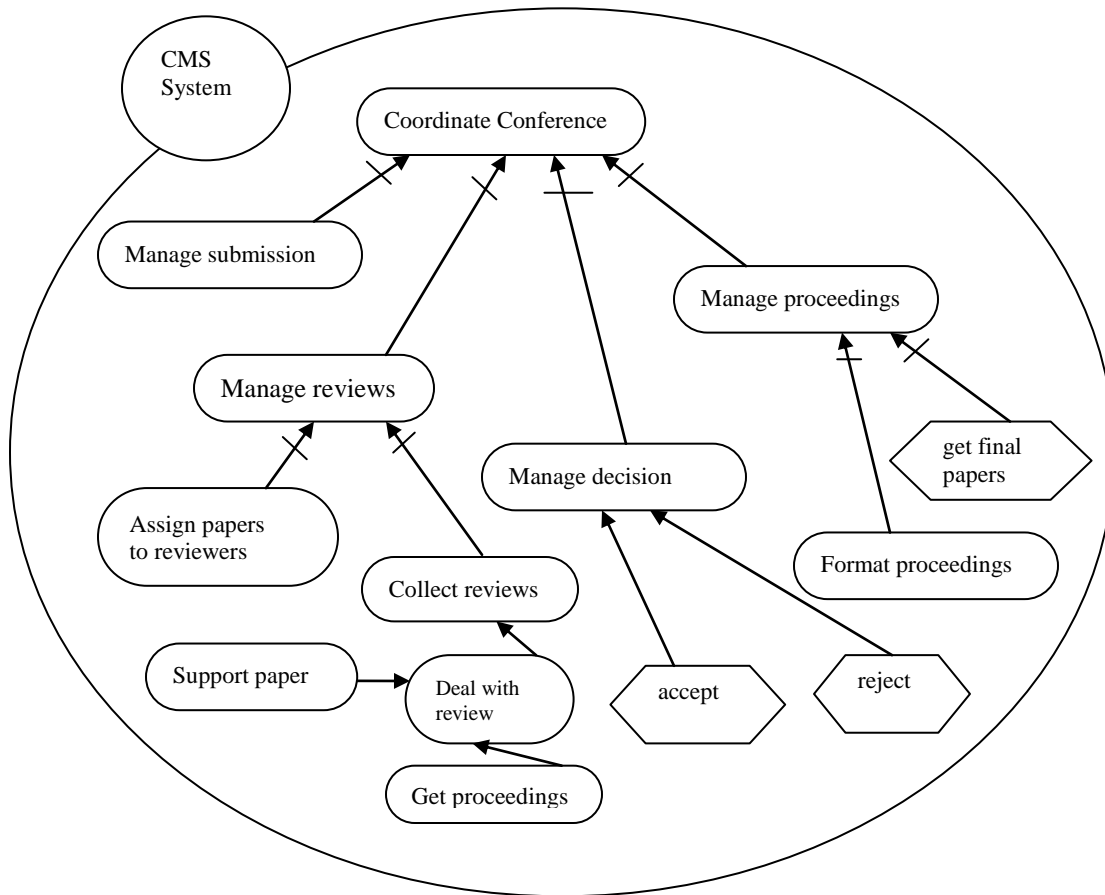 CMS
System
Coordinate Conference
Manage submission
Manage proceedings
Manage reviews
get final
papers
Manage decision
Assign papers
to reviewers
Format proceedings
Collect reviews
Support paper
Deal with
review
accept
reject
Get proceedings